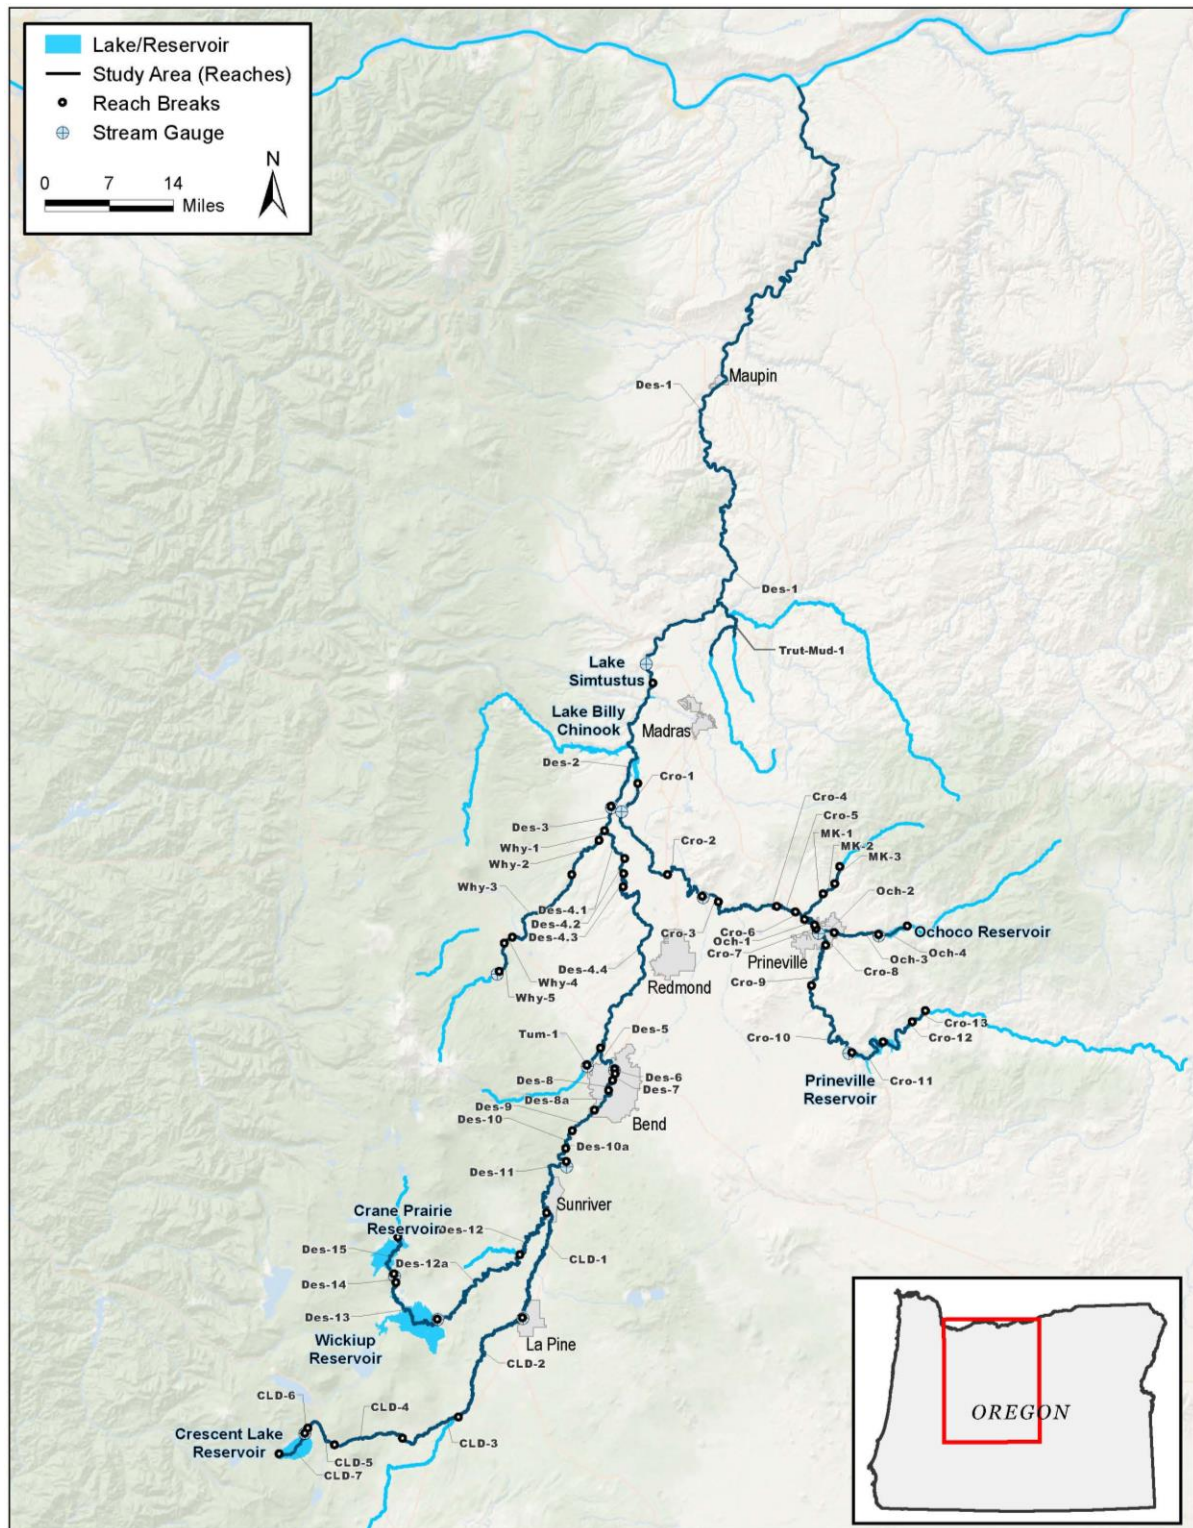 Lake/Reservoir
Study Area (Reaches)
Reach Breaks
Stream Gauge
N
0 7 14
Miles
Maupin
Des-1
Des-1
Trut-Mud-1
Lake
Simtustus
Lake Billy
Chinook
Madras
Des-2
Cro-1
Cro-4
Cro-5
MK-1
MK-2
MK-3
Des-3
Why-1
Why-2
Cro-2
Why-3
Och-2
Des-4.1
Des-4.2
Des-4.3
Cro-3
Cro-6
Och-1
Cro-7
Ochoco Reservoir
Och-4
Och-3
Prineville
Cro-8
Des-4.4
Redmond
Cro-9
Why-4
Why-5
Tum-1
Des-5
Cro-10
Cro-13
Cro-12
Cro-11
Prineville
Reservoir
Des-8
Des-6
Des-7
Des-8a
Des-9
Bend
Des-10
Des-10a
Des-11
Sunriver
Crane Prairie
Reservoir
Des-12
Des-15
Des-12a
CLD-1
Des-14
Des-13
Wickiup
Reservoir
La Pine
CLD-2
CLD-6
CLD-4
Crescent Lake
Reservoir
CLD-3
CLD-5
CLD-7
OREGON